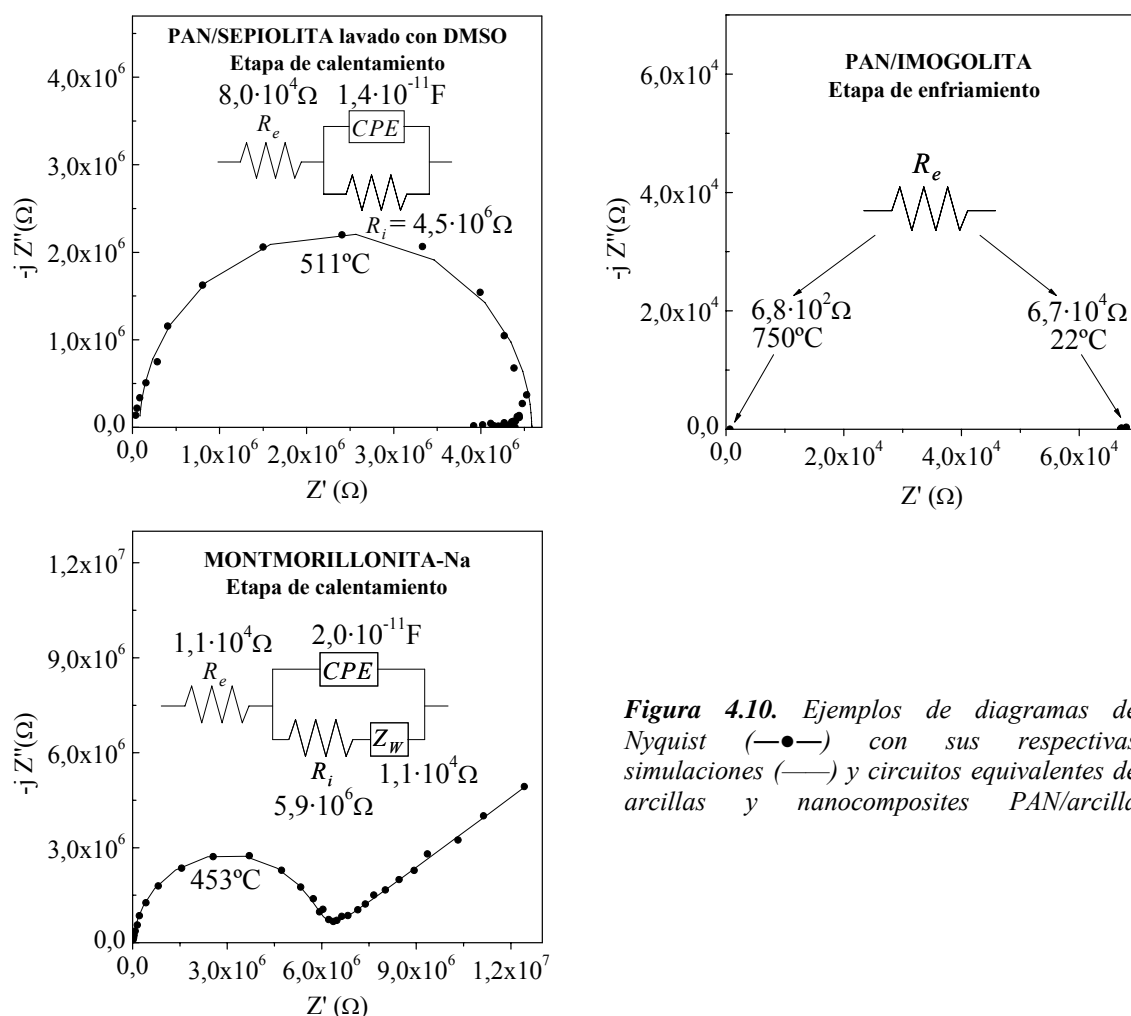 PAN/SEPIOLITA lavado con DMSO
Etapa de calentamiento
8,0·10⁴Ω
1,4·10⁻¹¹F
R_e
CPE
R_i = 4,5·10⁶Ω
511ºC
-j Z''(Ω)
4,0x10⁶
3,0x10⁶
2,0x10⁶
1,0x10⁶
0,0
0,0 1,0x10⁶ 2,0x10⁶ 3,0x10⁶ 4,0x10⁶
Z' (Ω)
PAN/IMOGOLITA
Etapa de enfriamiento
R_e
6,8·10²Ω
750ºC
6,7·10⁴Ω
22ºC
-j Z''(Ω)
6,0x10⁴
4,0x10⁴
2,0x10⁴
0,0
0,0 2,0x10⁴ 4,0x10⁴ 6,0x10⁴
Z' (Ω)
MONTMORILLONITA-Na
Etapa de calentamiento
1,1·10⁴Ω
2,0·10⁻¹¹F
R_e
CPE
Z_W
R_i
1,1·10⁴Ω
5,9·10⁶Ω
453ºC
-j Z''(Ω)
1,2x10⁷
9,0x10⁶
6,0x10⁶
3,0x10⁶
0,0
0,0 3,0x10⁶ 6,0x10⁶ 9,0x10⁶ 1,2x10⁷
Z' (Ω)
Figura 4.10. Ejemplos de diagramas de
Nyquist (—●—) con sus respectivas
simulaciones (——) y circuitos equivalentes de
arcillas y nanocomposites PAN/arcilla